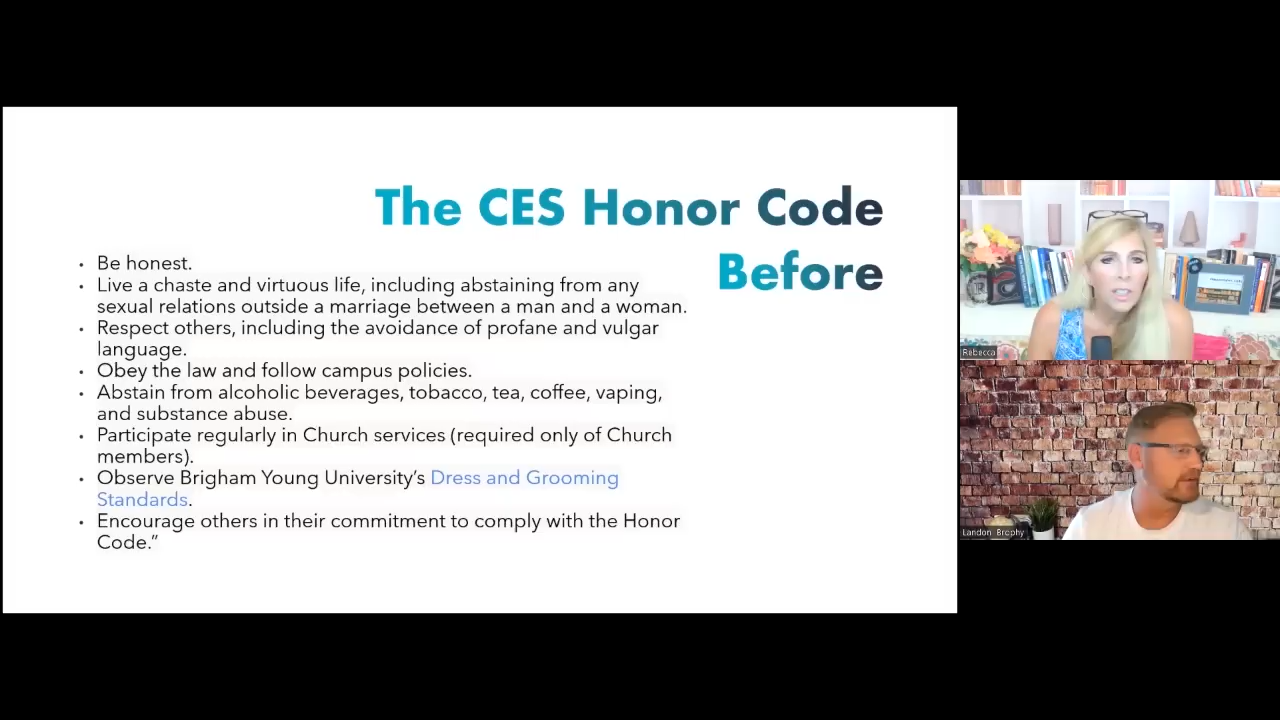 The CES Honor Code
Before
• Be honest.
• Live a chaste and virtuous life, including abstaining from any
sexual relations outside a marriage between a man and a woman.
• Respect others, including the avoidance of profane and vulgar
language.
• Obey the law and follow campus policies.
• Abstain from alcoholic beverages, tobacco, tea, coffee, vaping,
and substance abuse.
• Participate regularly in Church services (required only of Church
members).
• Observe Brigham Young University’s Dress and Grooming
Standards.
• Encourage others in their commitment to comply with the Honor
Code.”
Rebecca
Landon Brophy